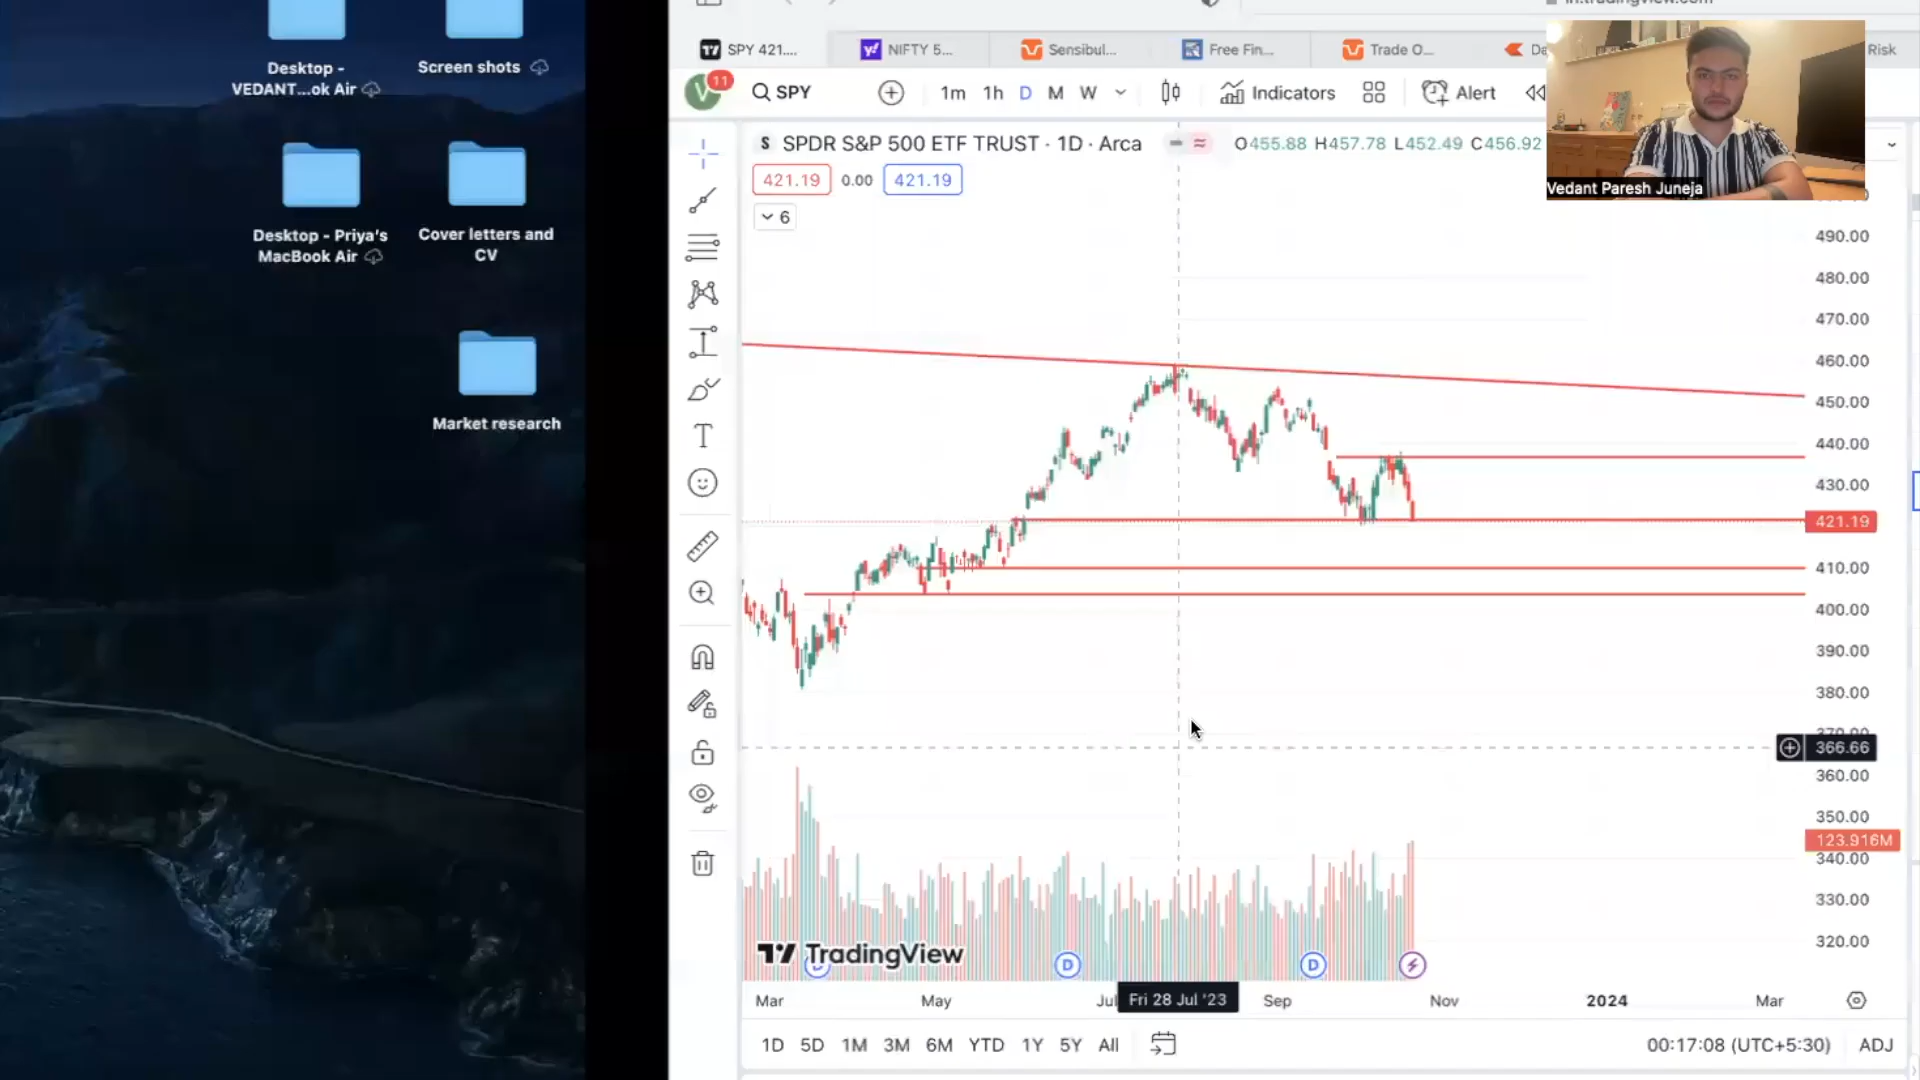 Desktop -
VEDANT...ok Air
Screen shots
Desktop - Priya's
MacBook Air
Cover letters and
CV
Market research
in.tradingview.com
SPY 421....
NIFTY 5...
Sensibul...
Free Fin...
Trade O...
Risk
V
11
SPY
1m 1h D M W
Indicators
Alert
S SPDR S&P 500 ETF TRUST · 1D · Arca
O455.88 H457.78 L452.49 C456.92
421.19 0.00 421.19
6
Vedant Paresh Juneja
490.00
480.00
470.00
460.00
450.00
440.00
430.00
421.19
410.00
400.00
390.00
380.00
366.66
360.00
350.00
123.916M
340.00
330.00
320.00
TradingView
D
D
Mar
May
Jul
Fri 28 Jul '23
Sep
Nov
2024
Mar
1D 5D 1M 3M 6M YTD 1Y 5Y All
00:17:08 (UTC+5:30)
ADJ